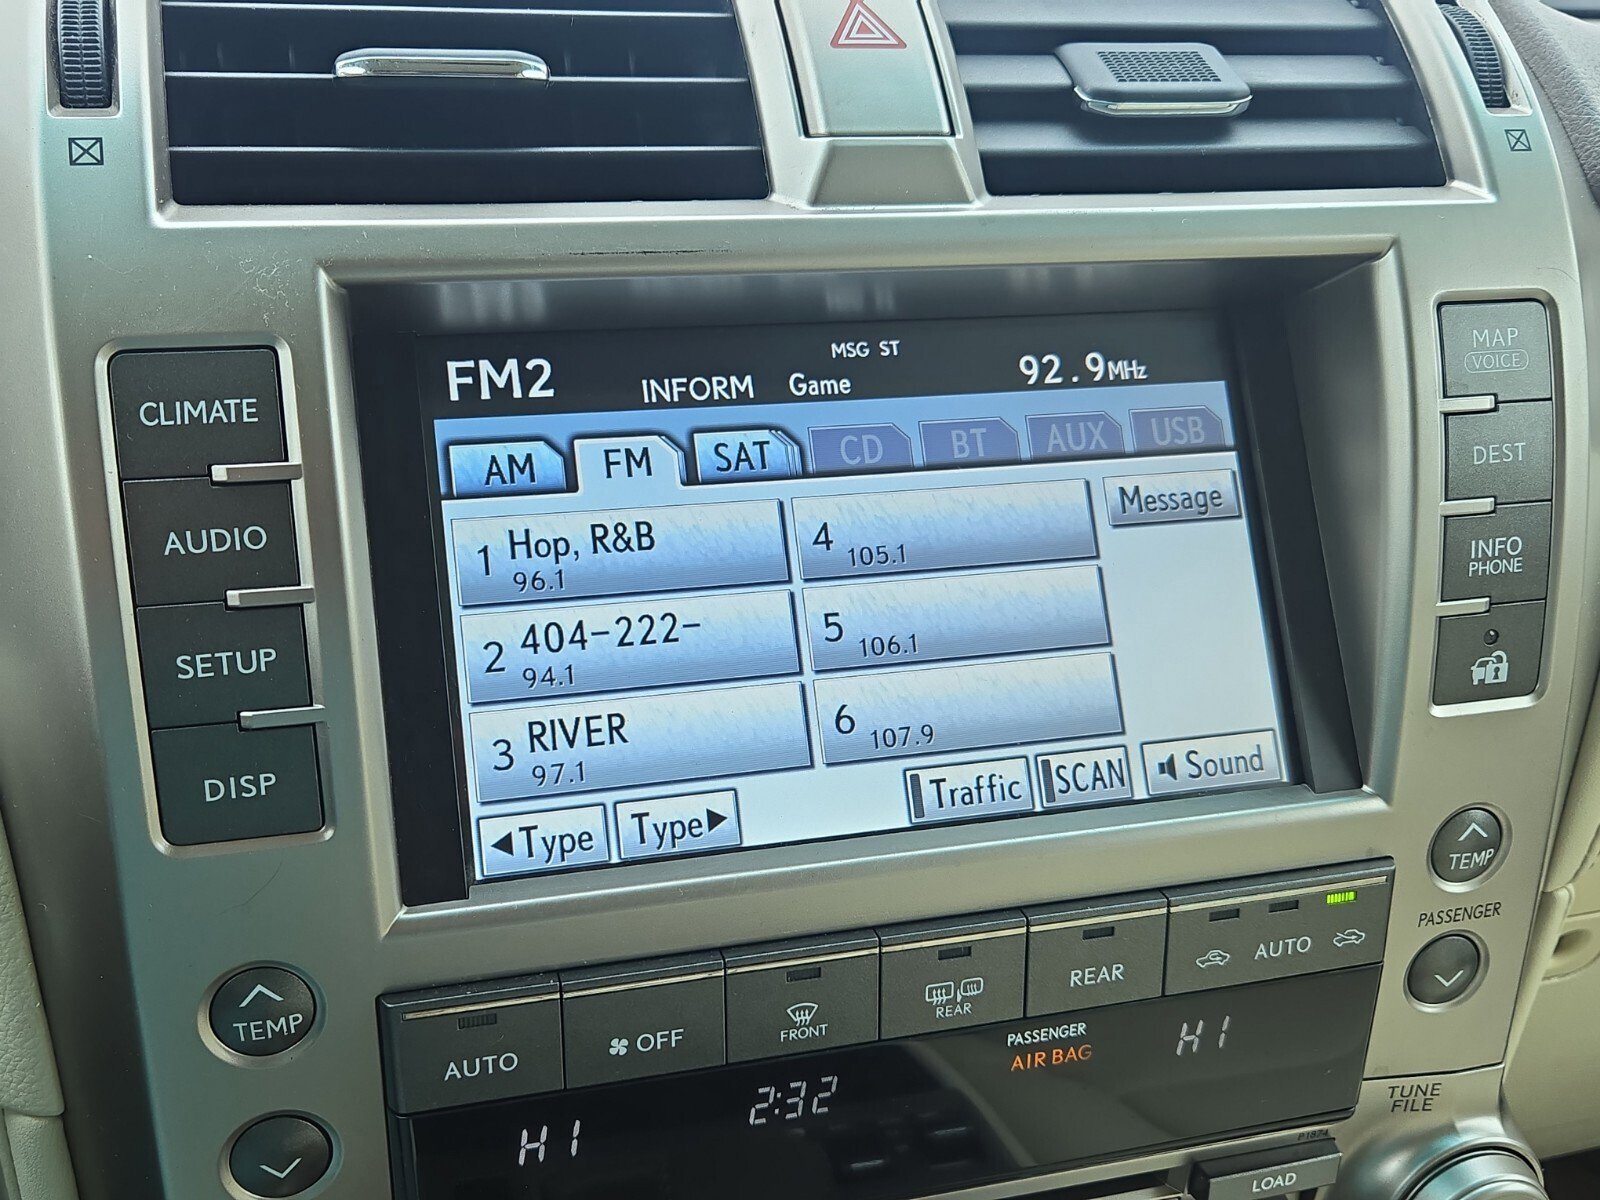 MSG ST
FM2 INFORM Game 92.9MHz
AM FM SAT CD BT AUX USB
Message
1 Hop, R&B
96.1
4
105.1
2 404-222-
94.1
5
106.1
3 RIVER
97.1
6
107.9
◀Type Type▶ Traffic SCAN Sound
CLIMATE
AUDIO
SETUP
DISP
MAP
VOICE
DEST
INFO
PHONE
TEMP
PASSENGER
TEMP
AUTO
OFF
FRONT
REAR
REAR
AUTO
PASSENGER
AIR BAG
HI
2:32
HI
TUNE
FILE
P1874
LOAD